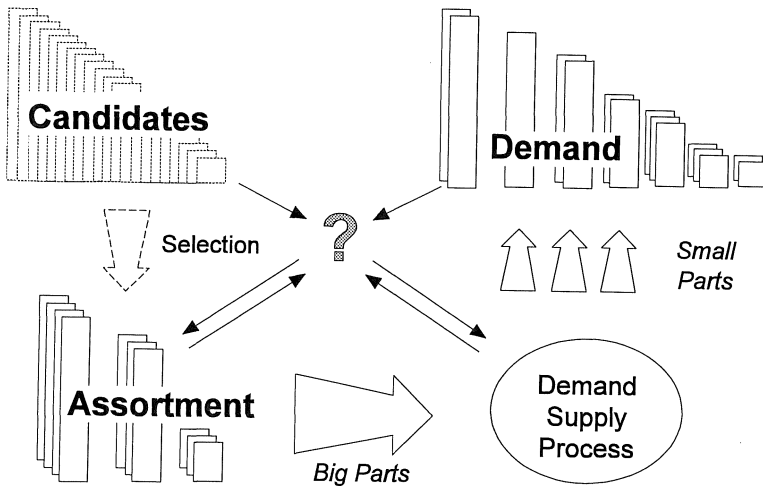 Candidates
Demand
?
Selection
Small
Parts
Assortment
Demand
Supply
Process
Big Parts